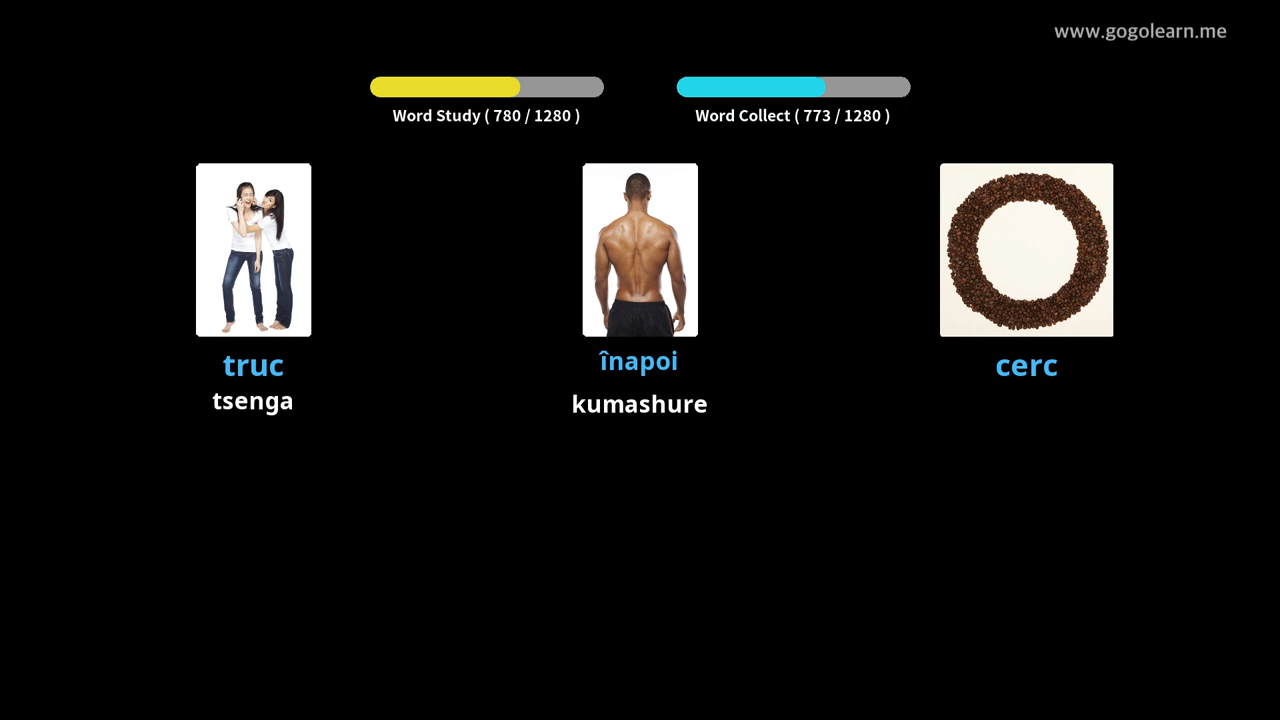 www.gogolearn.me
Word Study ( 780 / 1280 )
Word Collect ( 773 / 1280 )
truc
tsenga
înapoi
kumashure
cerc